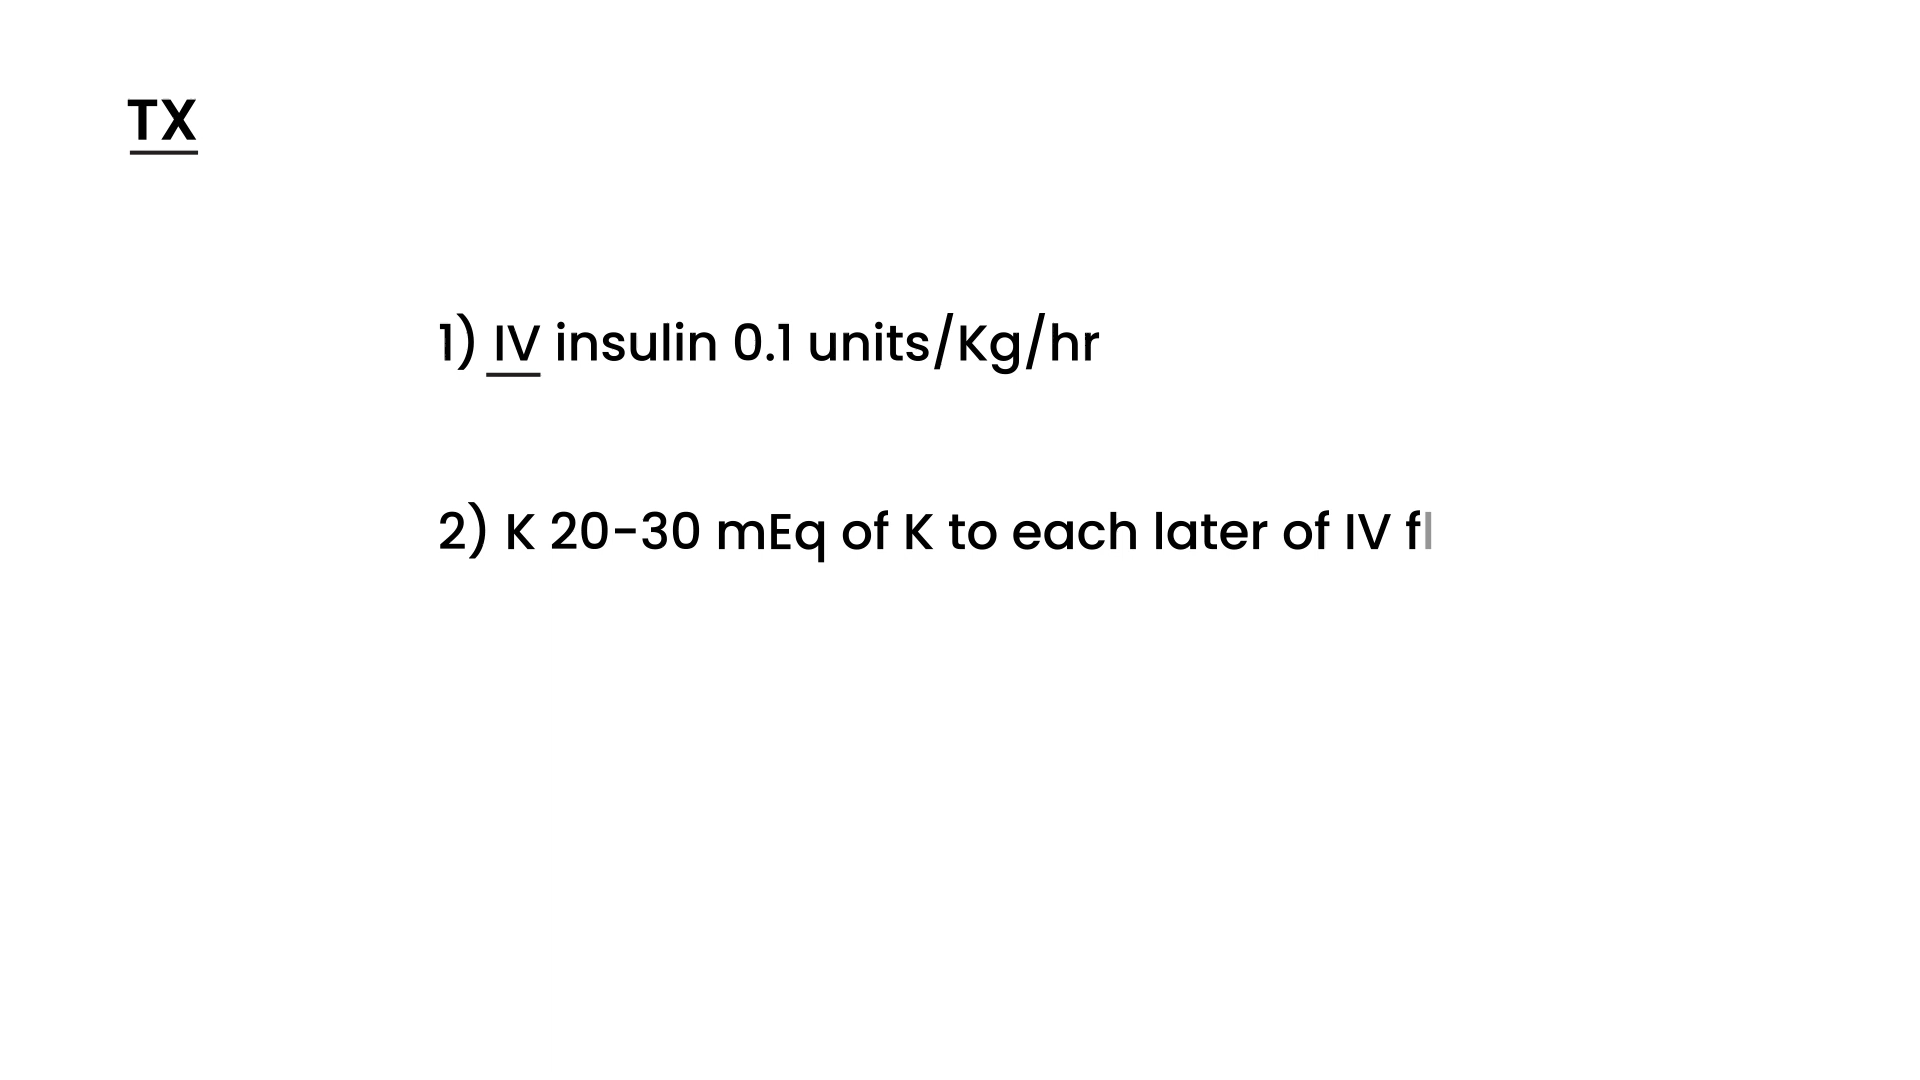 TX
1) IV insulin 0.1 units/Kg/hr
2) K 20-30 mEq of K to each later of IV fl